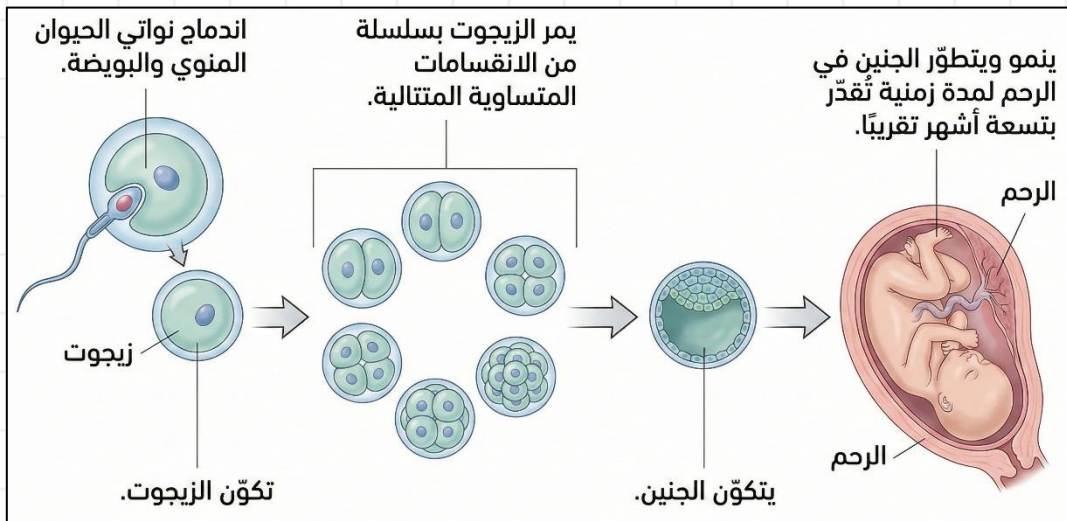 اندماج نواتي الحيوان
المنوي والبويضة.
يمر الزيجوت بسلسلة
من الانقسامات
المتساوية المتتالية.
ينمو ويتطوّر الجنين في
الرحم لمدة زمنية تُقدّر
بتسعة أشهر تقريبًا.
الرحم
زيجوت
الرحم
تكوّن الزيجوت.
يتكوّن الجنين.